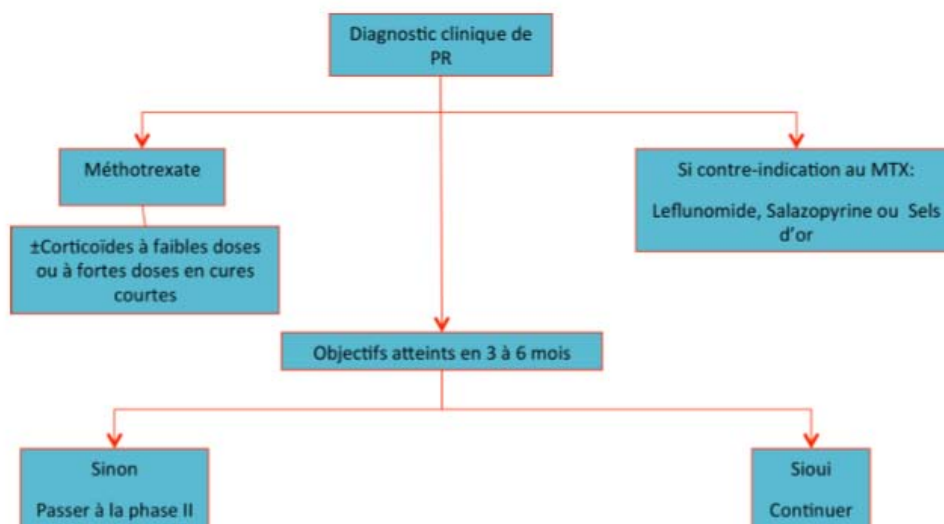 Diagnostic clinique de
PR
Méthotrexate
±Corticoïdes à faibles doses
ou à fortes doses en cures
courtes
Si contre-indication au MTX:
Leflunomide, Salazopyrine ou Sels
d'or
Objectifs atteints en 3 à 6 mois
Sinon
Passer à la phase II
Sioui
Continuer